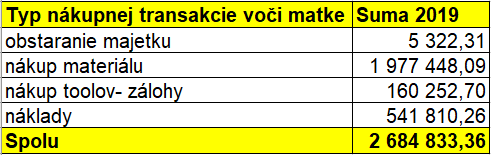 Typ nákupnej transakcie voči matke Suma 2019
obstaranie majetku 5 322,31
nákup materiálu 1 977 448,09
nákup toolov- zálohy 160 252,70
náklady 541 810,26
Spolu 2 684 833,36